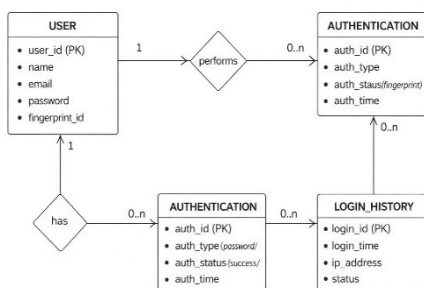 USER
• user_id (PK)
• name
• email
• password
• fingerprint_id
1
performs
0..n
AUTHENTICATION
• auth_id (PK)
• auth_type
• auth_staus(fingerprint)
• auth_time
1
0..n
has
0..n
AUTHENTICATION
• auth_id (PK)
• auth_type(password/
• auth_status(success/
• auth_time
0..n
LOGIN_HISTORY
• login_id (PK)
• login_time
• ip_address
• status